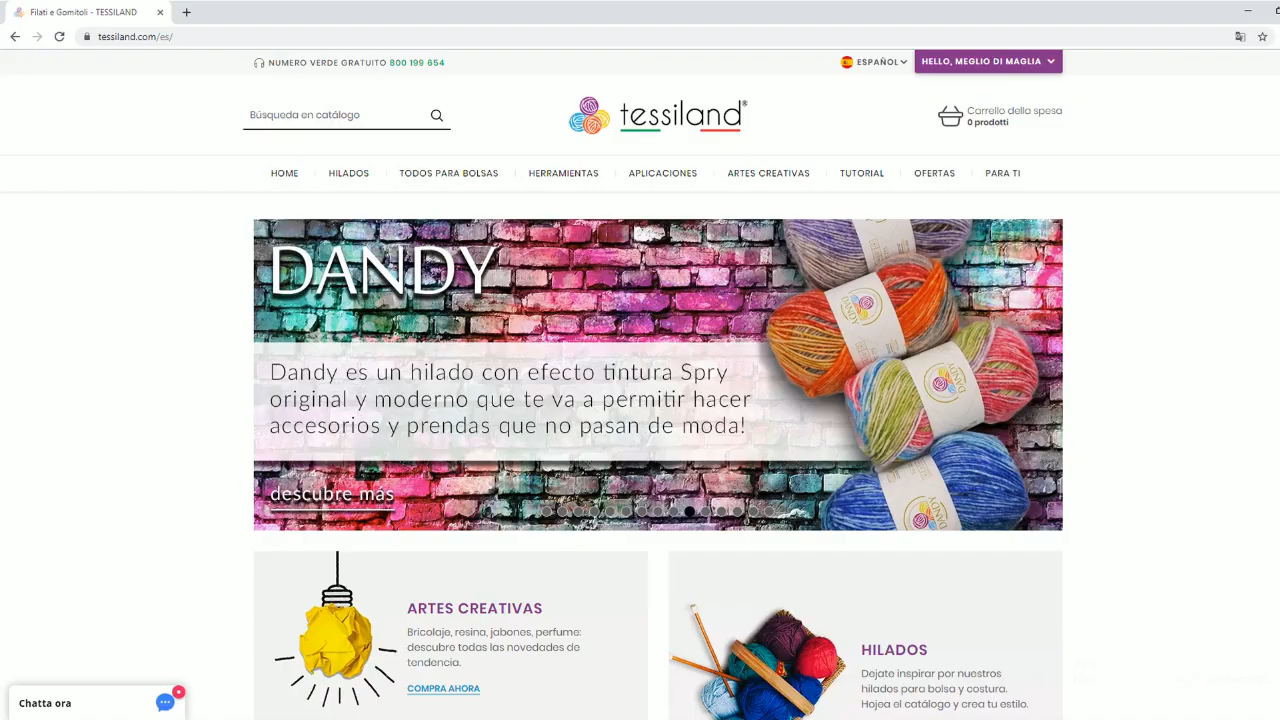 Filati e Gomitoli - TESSILAND
tessiland.com/es/
NUMERO VERDE GRATUITO 800 199 654
ESPAÑOL
HELLO, MEGLIO DI MAGLIA
Búsqueda en catálogo
tessiland®
Carrello della spesa
0 prodotti
HOME
HILADOS
TODOS PARA BOLSAS
HERRAMIENTAS
APLICACIONES
ARTES CREATIVAS
TUTORIAL
OFERTAS
PARA TI
DANDY
Dandy es un hilado con efecto tintura Spry
original y moderno que te va a permitir hacer
accesorios y prendas que no pasan de moda!
descubre más
DANDY
DANDY
DANDY
ARTES CREATIVAS
Bricolaje, resina, jabones, perfume:
descubre todas las novedades de
tendencia.
COMPRA AHORA
HILADOS
Dejate inspirar por nuestros
hilados para bolsa y costura.
Hojea el catálogo y crea tu estilo.
Chatta ora